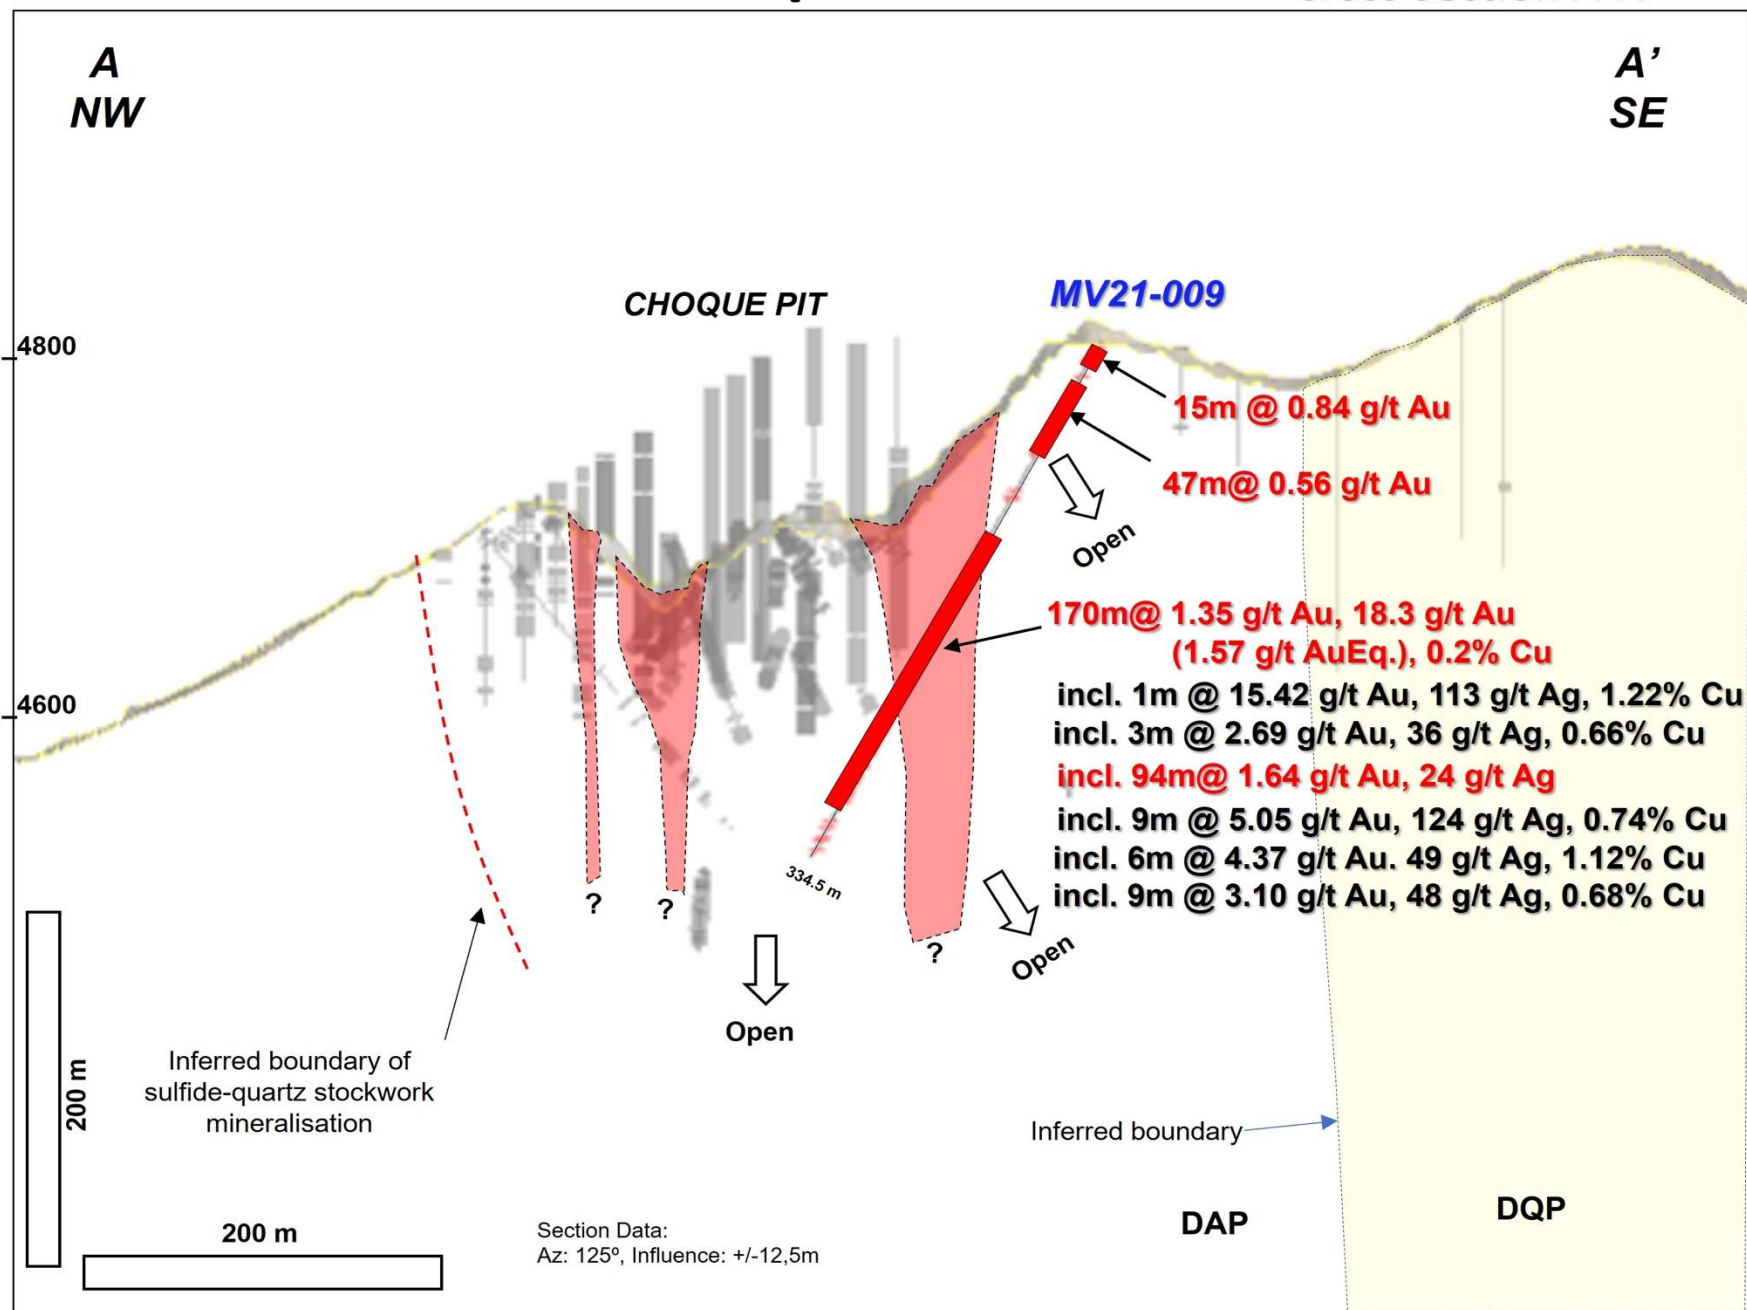 A
NW
A’
SE
CHOQUE PIT
MV21-009
4800
15m @ 0.84 g/t Au
47m@ 0.56 g/t Au
Open
170m@ 1.35 g/t Au, 18.3 g/t Au
(1.57 g/t AuEq.), 0.2% Cu
incl. 1m @ 15.42 g/t Au, 113 g/t Ag, 1.22% Cu
4600
incl. 3m @ 2.69 g/t Au, 36 g/t Ag, 0.66% Cu
incl. 94m@ 1.64 g/t Au, 24 g/t Ag
incl. 9m @ 5.05 g/t Au, 124 g/t Ag, 0.74% Cu
incl. 6m @ 4.37 g/t Au. 49 g/t Ag, 1.12% Cu
incl. 9m @ 3.10 g/t Au, 48 g/t Ag, 0.68% Cu
334.5 m
?
?
?
Open
Open
Inferred boundary of
sulfide-quartz stockwork
mineralisation
200 m
Inferred boundary
DAP
DQP
200 m
Section Data:
Az: 125º, Influence: +/-12,5m